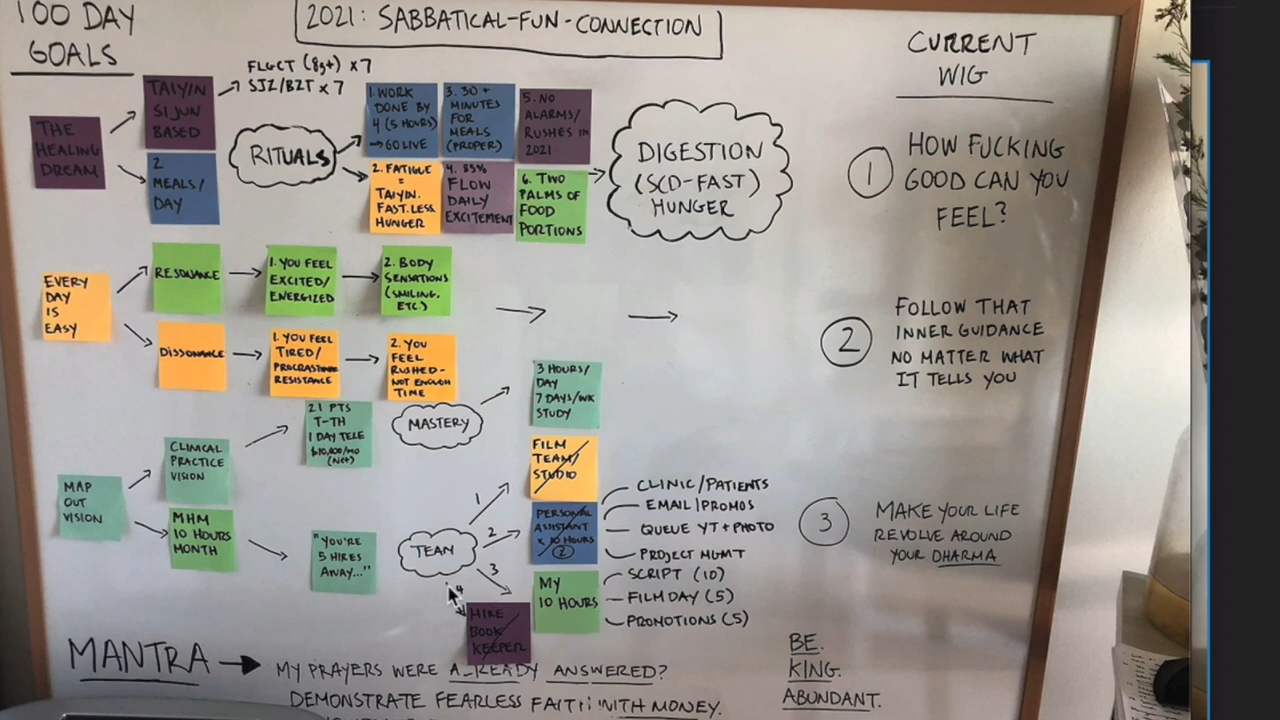 100 DAY
GOALS
2021: SABBATICAL-FUN-CONNECTION
CURRENT
WIG
THE
HEALING
DREAM
TAIYIN
SIJUN
BASED
2
MEALS/
DAY
FLGCT (8g+) x7
SJZ/BZT x7
RITUALS
1. WORK
DONE BY
4 (5 HOURS)
→ GO LIVE
3. 30+
MINUTES
FOR
MEALS
(PROPER)
5. NO
ALARMS/
RUSHES IN
2021
2. FATIGUE
=
TAIYIN.
FAST. LESS
HUNGER
4. 85%
FLOW
DAILY
EXCITEMENT
6. TWO
PALMS OF
FOOD
PORTIONS
DIGESTION
(SCD-FAST)
HUNGER
1
HOW FUCKING
GOOD CAN YOU
FEEL?
EVERY
DAY
IS
EASY
RESONANCE
1. YOU FEEL
EXCITED/
ENERGIZED
2. BODY
SENSATIONS
(SMILING,
ETC)
DISSONANCE
1. YOU FEEL
TIRED/
RESISTANCE
2. YOU
FEEL
RUSHED-
NOT ENOUGH
TIME
2
FOLLOW THAT
INNER GUIDANCE
NO MATTER WHAT
IT TELLS YOU
MAP
OUT
VISION
CLINICAL
PRACTICE
VISION
21 PTS
T-TH
1 DAY TELE
(Net)
MASTERY
3 HOURS/
DAY
7 DAYS/WK
STUDY
MHM
10 HOURS
MONTH
"YOU'RE
5 HIRES
AWAY..."
TEAM
1
2
3
4
FILM
TEAM/
STUDIO
PERSONAL
ASSISTANT
x 10 HOURS
2
CLINIC/PATIENTS
EMAIL/PROMOS
QUEUE YT + PHOTO
PROJECT MGMT
MY
10 HOURS
SCRIPT (10)
FILM DAY (5)
PROMOTIONS (5)
HIRE
BOOK
KEEPER
3
MAKE YOUR LIFE
REVOLVE AROUND
YOUR DHARMA
MANTRA → MY PRAYERS WERE ALREADY ANSWERED?
DEMONSTRATE FEARLESS FAITH WITH MONEY.
BE.
KING.
ABUNDANT.